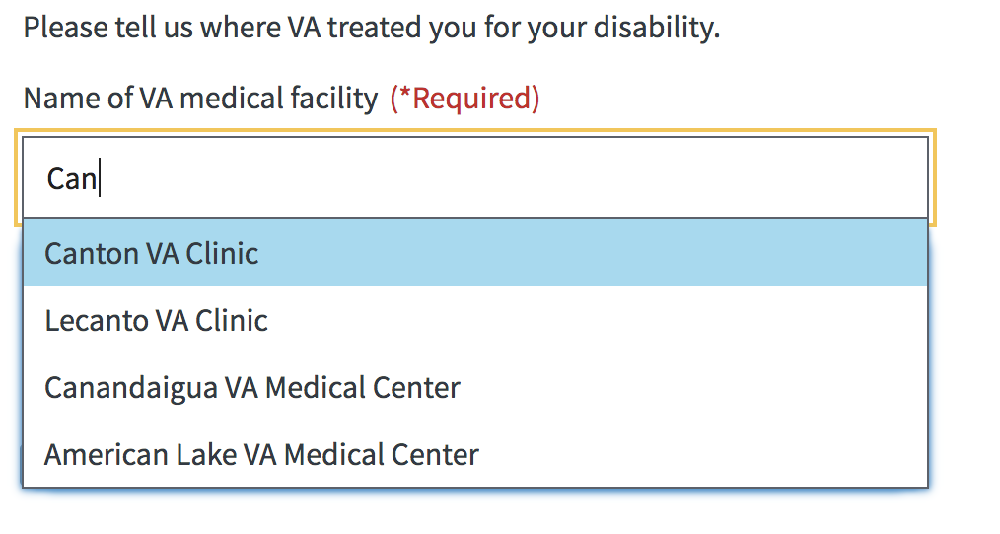 Please tell us where VA treated you for your disability.
Name of VA medical facility (*Required)
Can
Canton VA Clinic
Lecanto VA Clinic
Canandaigua VA Medical Center
American Lake VA Medical Center